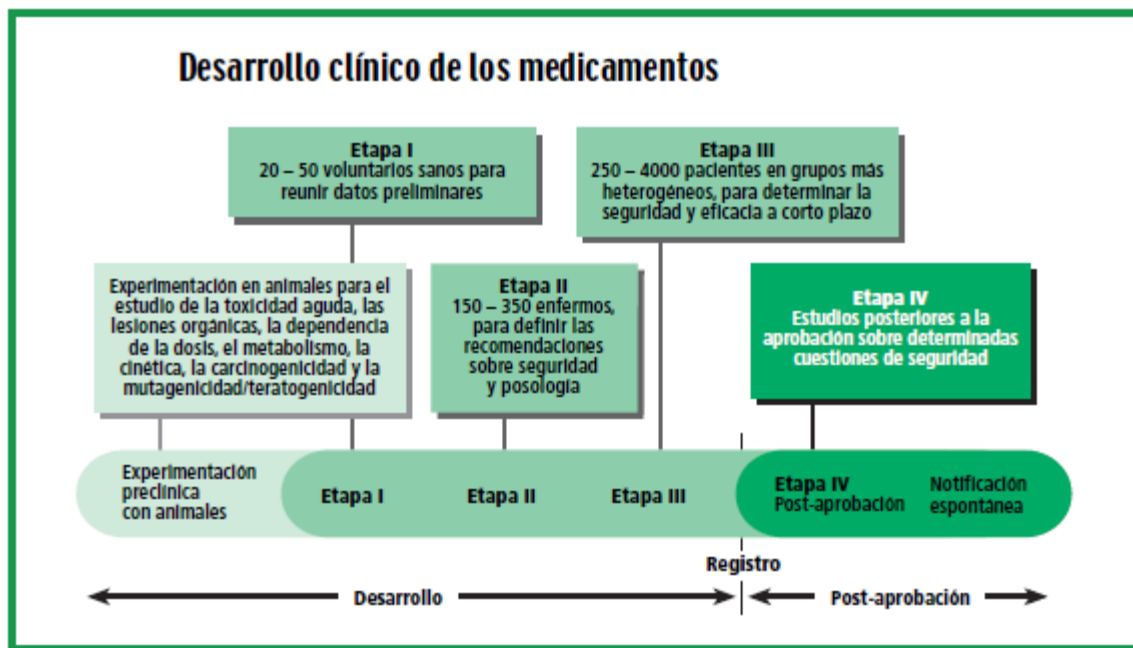 Desarrollo clínico de los medicamentos
Etapa I
20 – 50 voluntarios sanos para
reunir datos preliminares
Etapa III
250 – 4000 pacientes en grupos más
heterogéneos, para determinar la
seguridad y eficacia a corto plazo
Experimentación en animales para el
estudio de la toxicidad aguda, las
lesiones orgánicas, la dependencia
de la dosis, el metabolismo, la
cinética, la carcinogenicidad y la
mutagenicidad/teratogenicidad
Etapa II
150 – 350 enfermos,
para definir las
recomendaciones
sobre seguridad
y posología
Etapa IV
Estudios posteriores a la
aprobación sobre determinadas
cuestiones de seguridad
Experimentación
preclínica
con animales
Etapa I
Etapa II
Etapa III
Etapa IV
Post-aprobación
Notificación
espontánea
Registro
Desarrollo
Post-aprobación